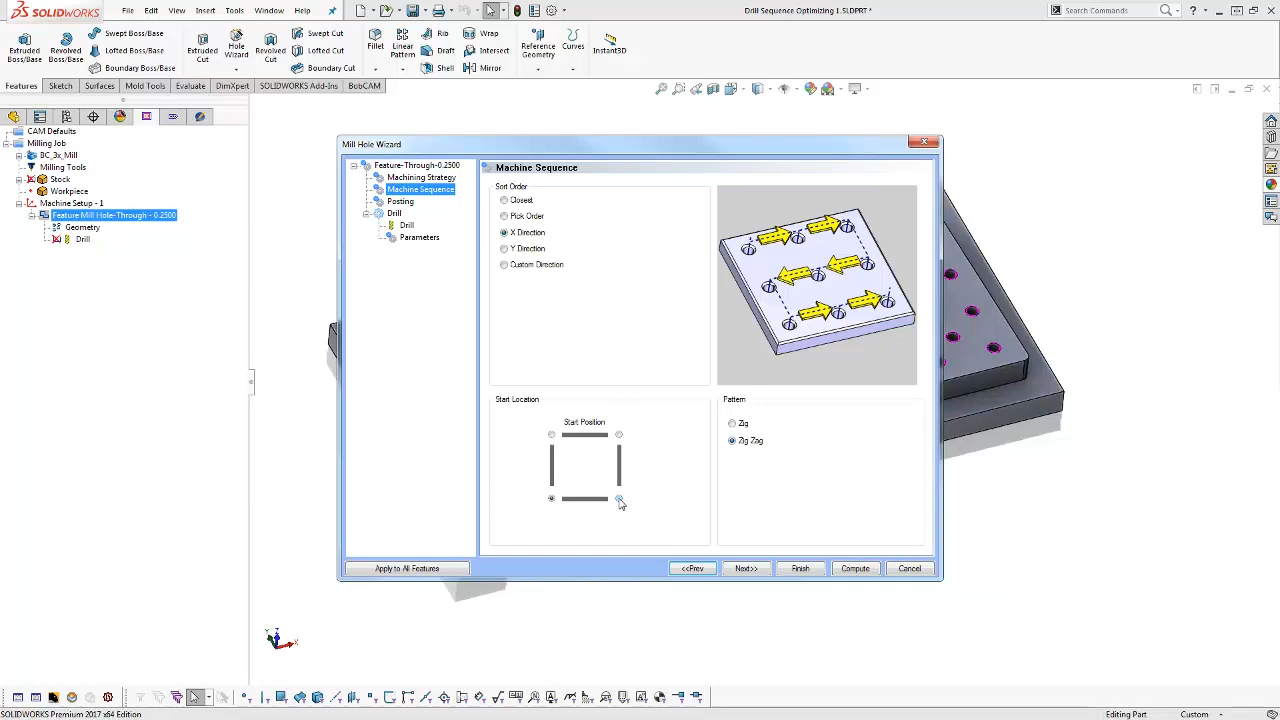 SOLIDWORKS
File Edit View Insert Tools Window Help
Drill Sequence Optimizing 1.SLDPRT *
Search Commands
Extruded Boss/Base
Revolved Boss/Base
Swept Boss/Base
Lofted Boss/Base
Boundary Boss/Base
Extruded Cut
Hole Wizard
Revolved Cut
Swept Cut
Lofted Cut
Boundary Cut
Fillet
Linear Pattern
Rib
Draft
Shell
Wrap
Intersect
Mirror
Reference Geometry
Curves
Instant3D
Features Sketch Surfaces Mold Tools Evaluate DimXpert SOLIDWORKS Add-Ins BobCAM
CAM Defaults
Milling Job
BC_3x_Mill
Milling Tools
Stock
Workpiece
Machine Setup - 1
Feature Mill Hole-Through - 0.2500
Geometry
Drill
Mill Hole Wizard
Feature-Through-0.2500
Machining Strategy
Machine Sequence
Posting
Drill
Drill
Parameters
Machine Sequence
Sort Order
Closest
Pick Order
X Direction
Y Direction
Custom Direction
Start Location
Start Position
Pattern
Zig
Zig Zag
Apply to All Features
<<Prev
Next>>
Finish
Compute
Cancel
Y Z X
SOLIDWORKS Premium 2017 x64 Edition
Editing Part
Custom